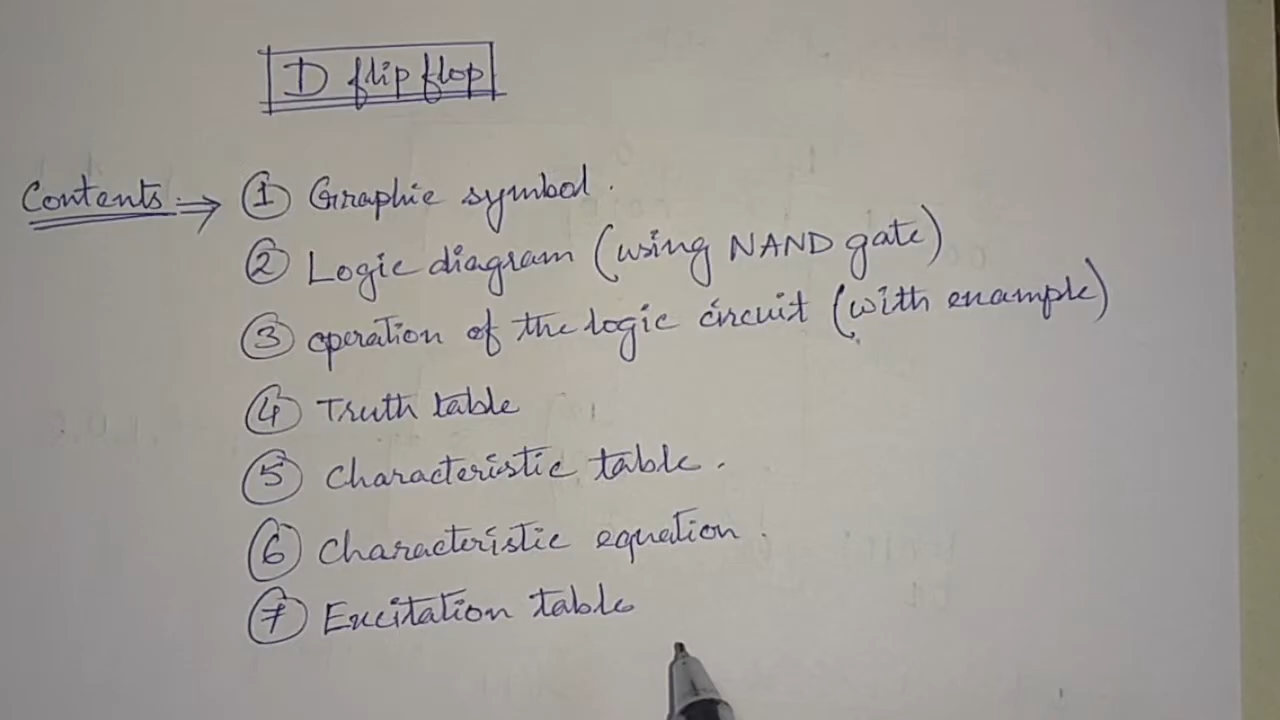 D flip flop
Contents :⇒ ① Graphic symbol.
② Logic diagram (using NAND gate)
③ operation of the logic circuit (with example)
④ Truth table
⑤ characteristic table.
⑥ characteristic equation.
⑦ Excitation table